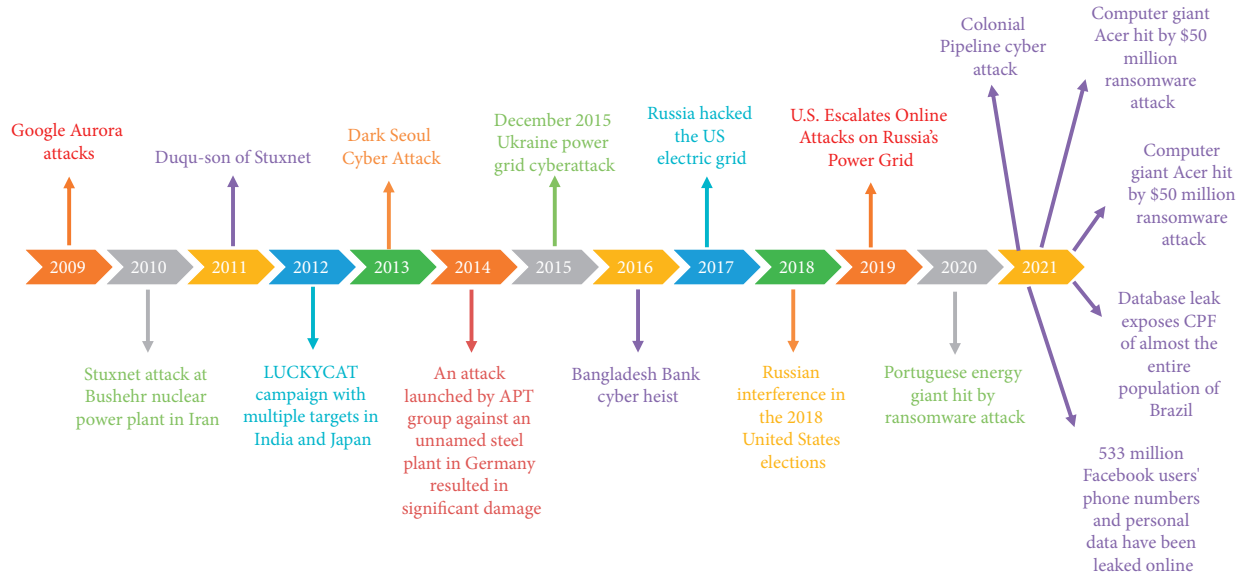 Google Aurora
attacks
Duqu-son of Stuxnet
Dark Seoul
Cyber Attack
December 2015
Ukraine power
grid cyberattack
Russia hacked
the US
electric grid
U.S. Escalates Online
Attacks on Russia's
Power Grid
Colonial
Pipeline cyber
attack
Computer giant
Acer hit by $50
million
ransomware
attack
Computer
giant Acer hit
by $50 million
ransomware
attack
2009
2010
2011
2012
2013
2014
2015
2016
2017
2018
2019
2020
2021
Stuxnet attack at
Bushehr nuclear
power plant in Iran
LUCKYCAT
campaign with
multiple targets in
India and Japan
An attack
launched by APT
group against an
unnamed steel
plant in Germany
resulted in
significant damage
Bangladesh Bank
cyber heist
Russian
interference in
the 2018
United States
elections
Portuguese energy
giant hit by
ransomware attack
Database leak
exposes CPF
of almost the
entire
population of
Brazil
533 million
Facebook users'
phone numbers
and personal
data have been
leaked online